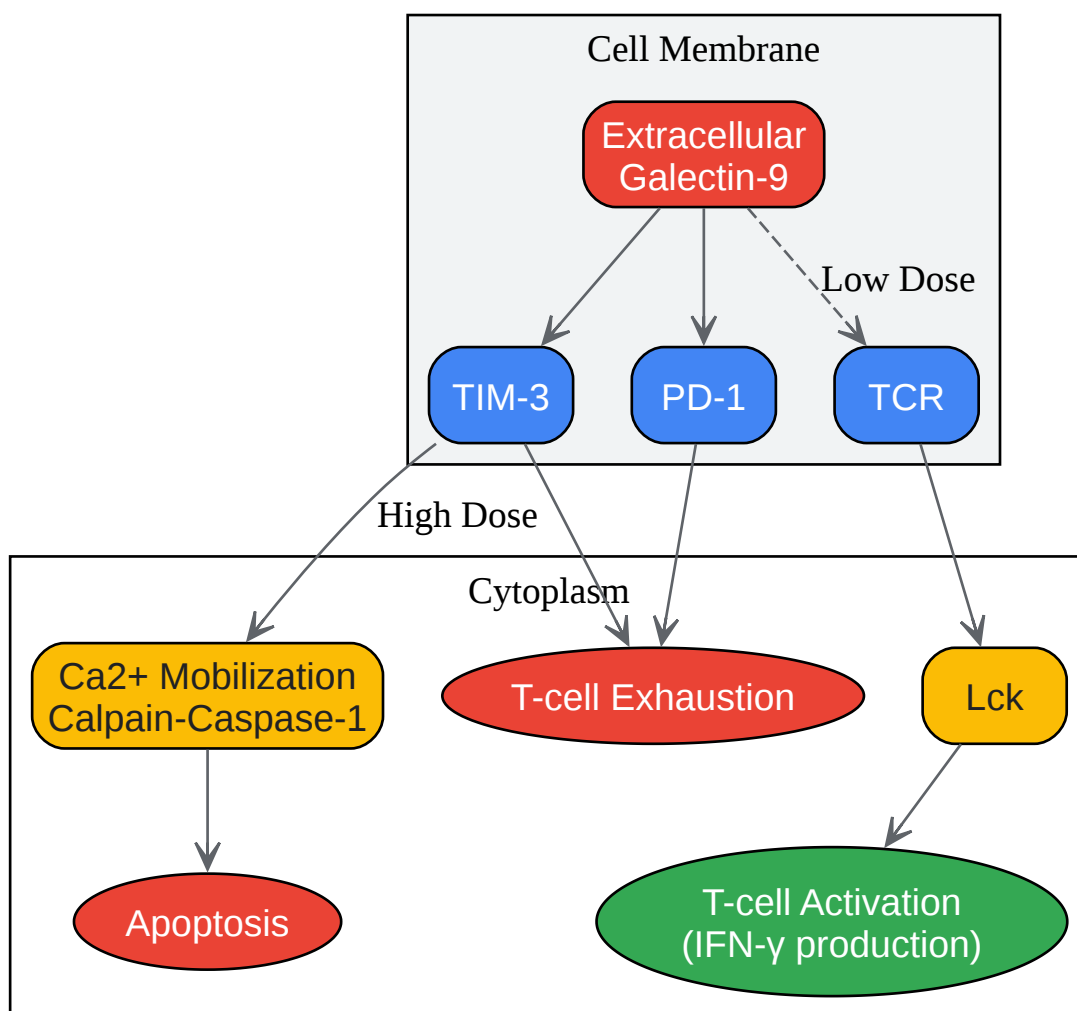 Cell Membrane
Extracellular
Galectin-9
Low Dose
TIM-3
PD-1
TCR
High Dose
Cytoplasm
Ca2+ Mobilization
Calpain-Caspase-1
T-cell Exhaustion
Lck
Apoptosis
T-cell Activation
(IFN-γ production)